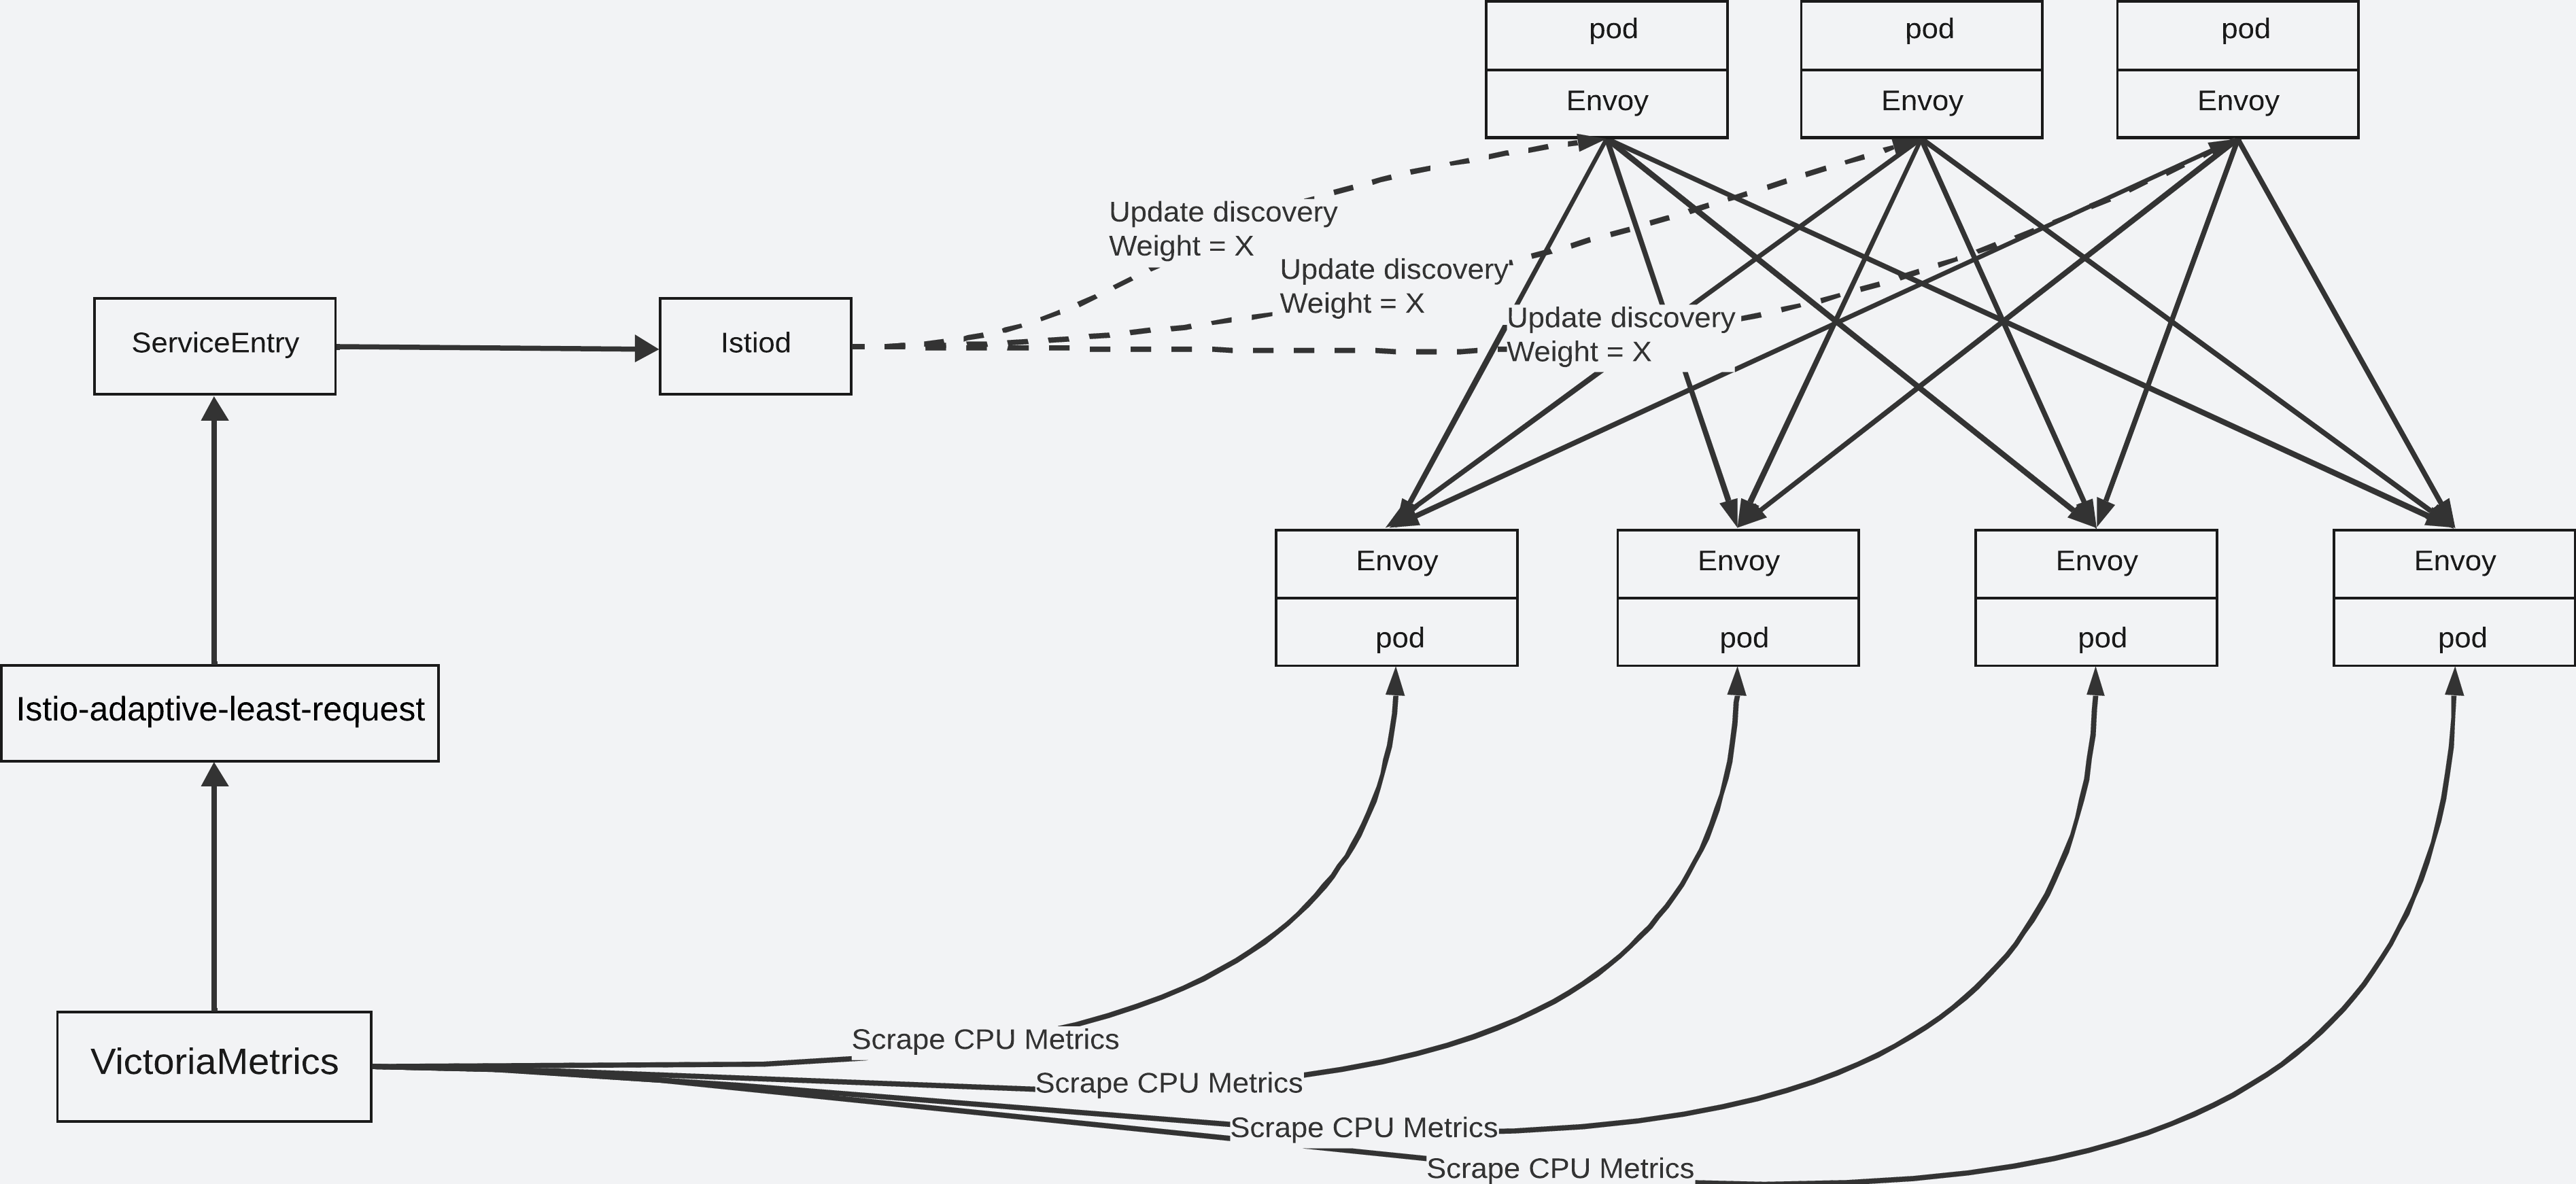 pod
pod
pod
Envoy
Envoy
Envoy
Update discovery
Weight = X
Update discovery
Weight = X
Update discovery
Weight = X
ServiceEntry
Istiod
Envoy
Envoy
Envoy
Envoy
pod
pod
pod
pod
Istio-adaptive-least-request
VictoriaMetrics
Scrape CPU Metrics
Scrape CPU Metrics
Scrape CPU Metrics
Scrape CPU Metrics